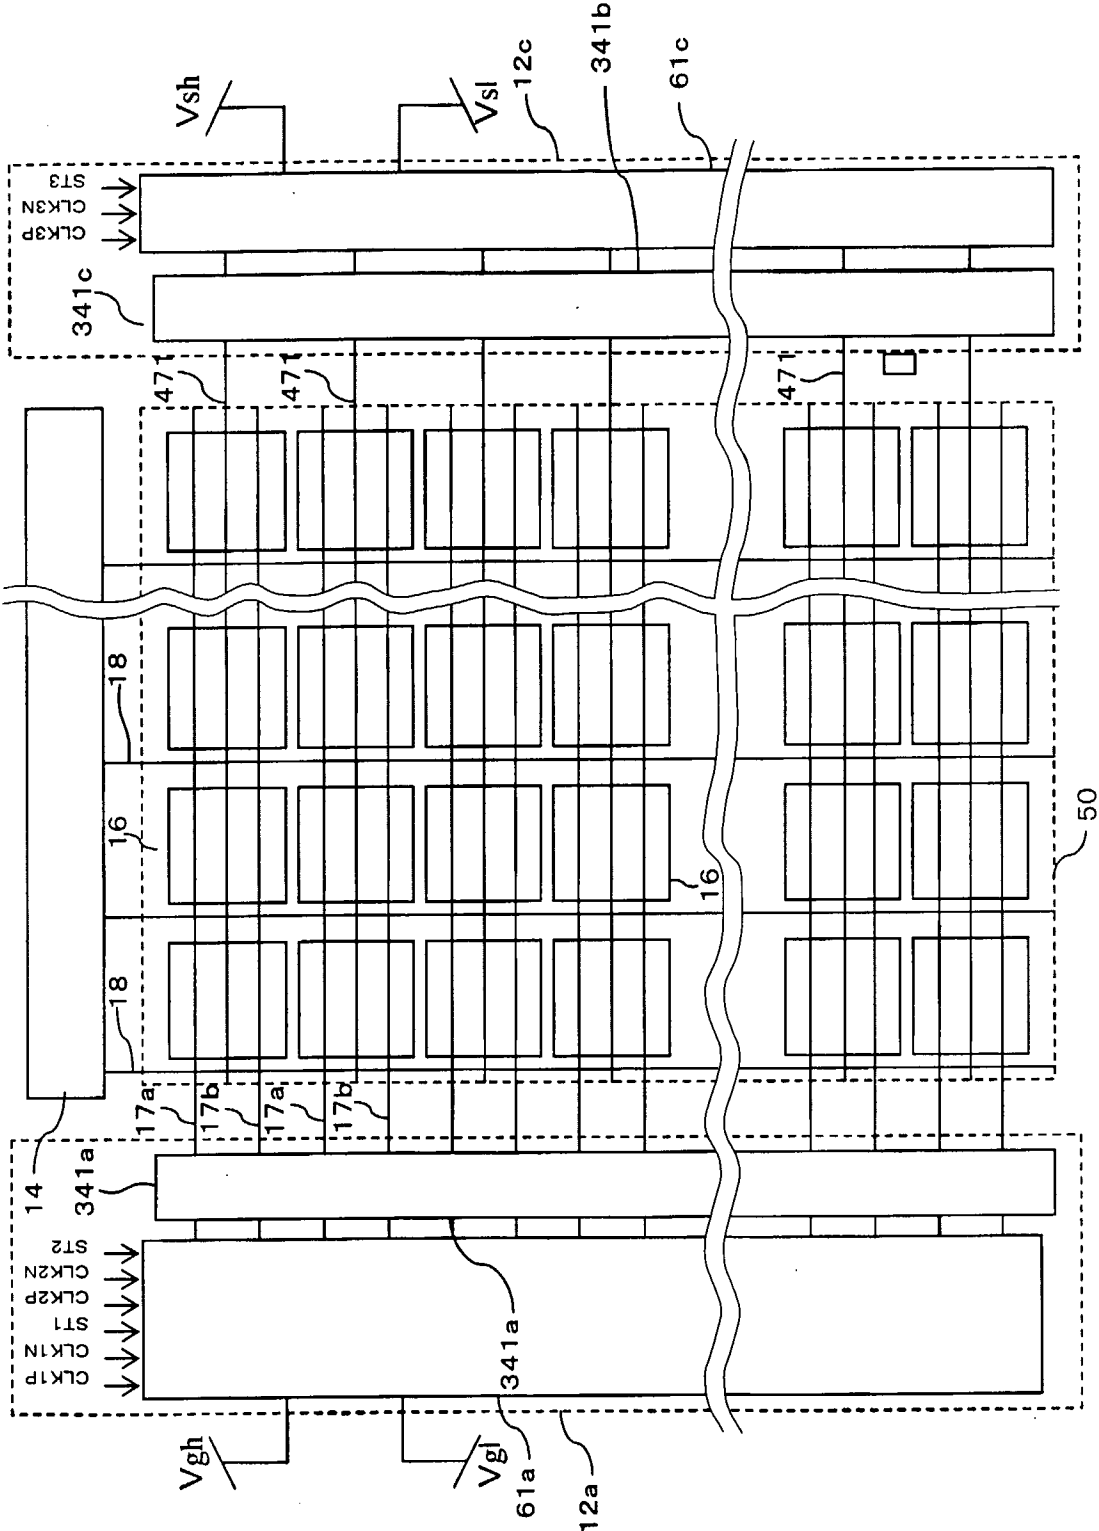 14
CLK1P
CLK1N
ST1
CLK2P
CLK2N
ST2
CLK3P
CLK3N
ST3
341a
341c
18
16
18
17a
471
Vgh
Vsh
17b
17a
471
17b
Vgl
Vsl
341a
61a
12c
12a
341b
61c
16
471
50